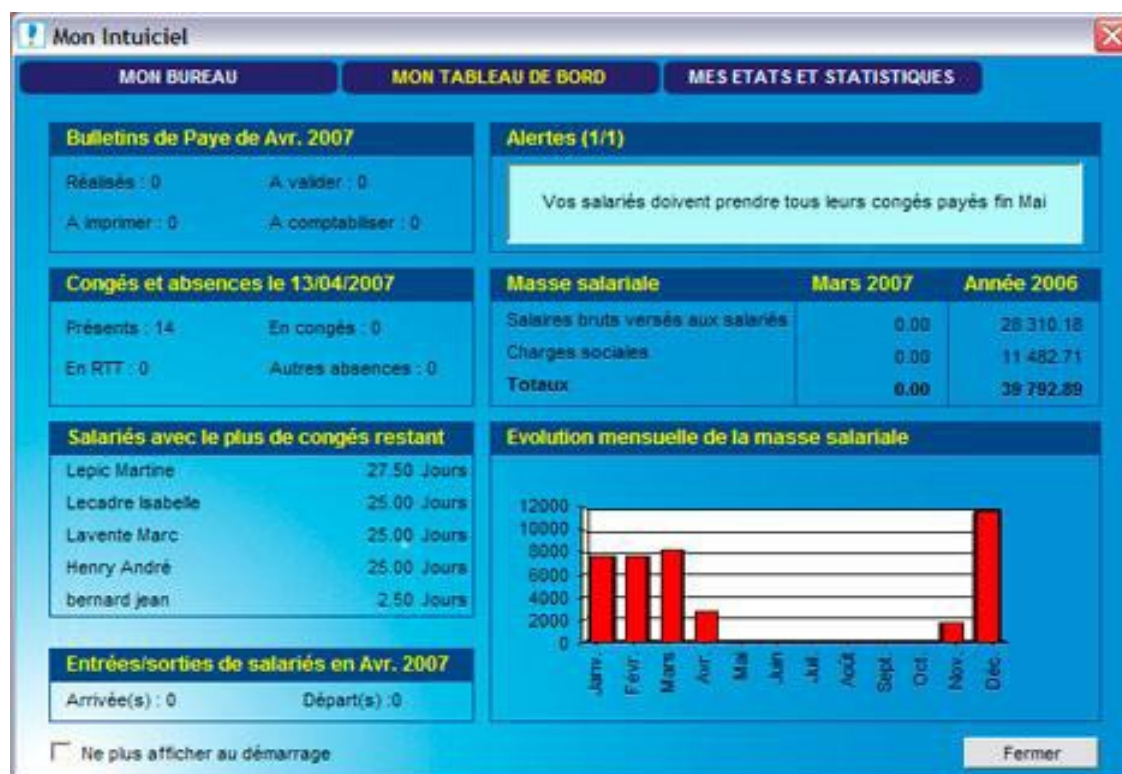 Mon Intuiciel
MON BUREAU MON TABLEAU DE BORD MES ETATS ET STATISTIQUES
Bulletins de Paye de Avr. 2007
Réalisés : 0 A valider : 0
A imprimer : 0 A comptabiliser : 0
Alertes (1/1)
Vos salariés doivent prendre tous leurs congés payés fin Mai
Congés et absences le 13/04/2007
Présents : 14 En congés : 0
En RTT : 0 Autres absences : 0
Masse salariale Mars 2007 Année 2006
Salaires bruts versés aux salariés 0.00 28 310.18
Charges sociales 0.00 11 482.71
Totaux 0.00 39 792.89
Salariés avec le plus de congés restant
Lepic Martine 27.50 Jours
Lecadre Isabelle 25.00 Jours
Lavente Marc 25.00 Jours
Henry André 25.00 Jours
bernard jean 2.50 Jours
Evolution mensuelle de la masse salariale
12000
10000
8000
6000
4000
2000
0
Janv. Févr. Mars Avr. Mai Juin Juil. Août Sept. Oct. Nov. Déc
Entrées/sorties de salariés en Avr. 2007
Arrivée(s) : 0 Départ(s) :0
Ne plus afficher au démarrage
Fermer